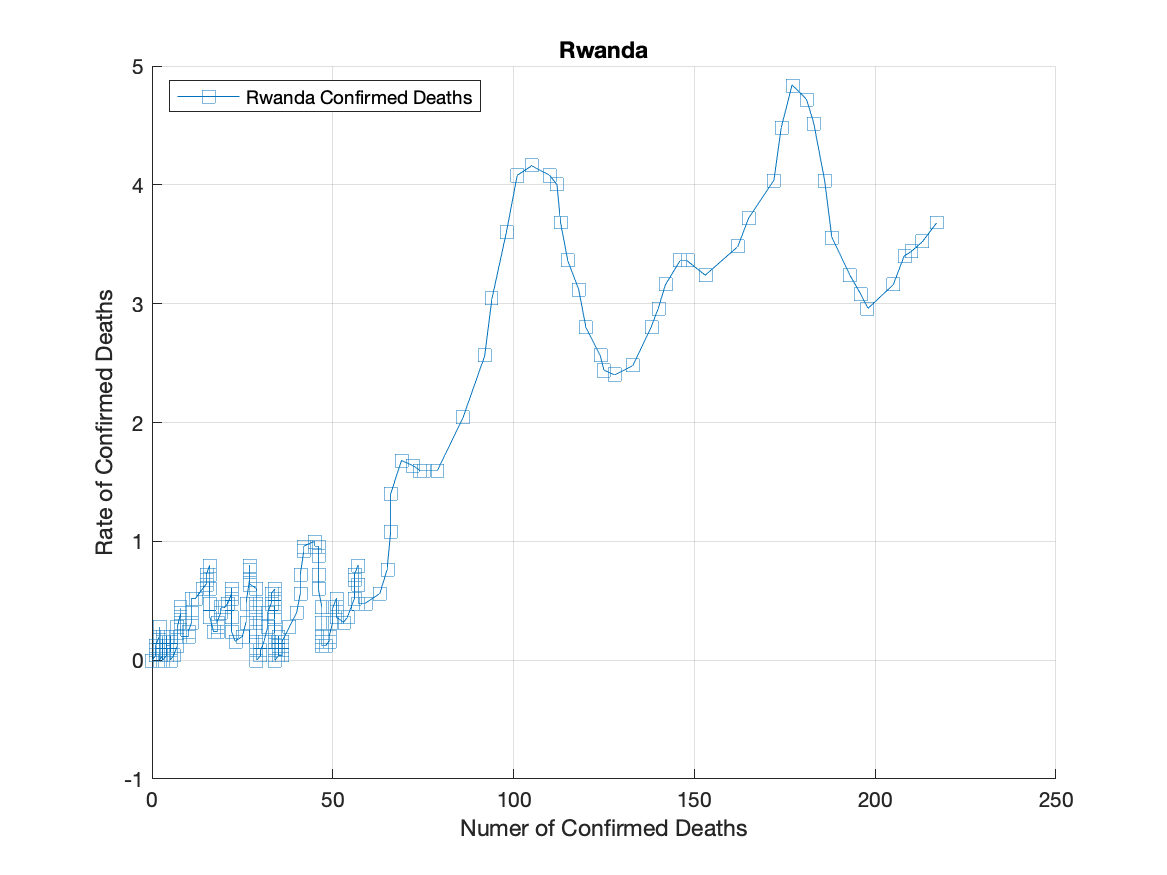 Rwanda
Rwanda Confirmed Deaths
Rate of Confirmed Deaths
5
4
3
2
1
0
-1
0 50 100 150 200 250
Numer of Confirmed Deaths